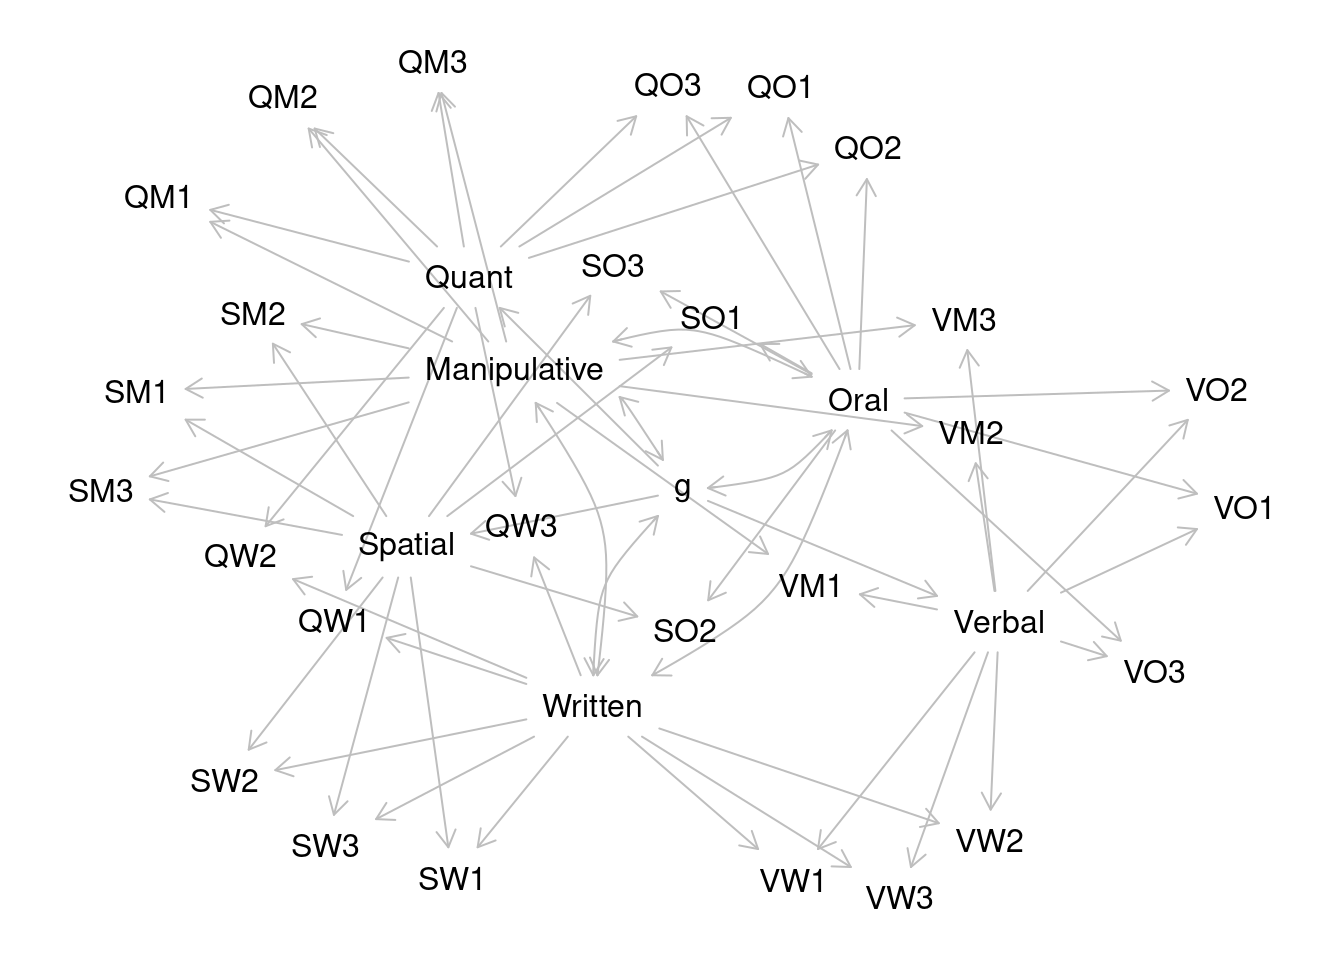 QM3
QO3
QO1
QM2
QO2
QM1
SO3
Quant
SM2
SO1
VM3
Manipulative
SM1
VO2
Oral
VM2
g
SM3
VO1
QW3
Spatial
QW2
VM1
QW1
Verbal
SO2
VO3
Written
SW2
VW2
SW3
SW1
VW1
VW3